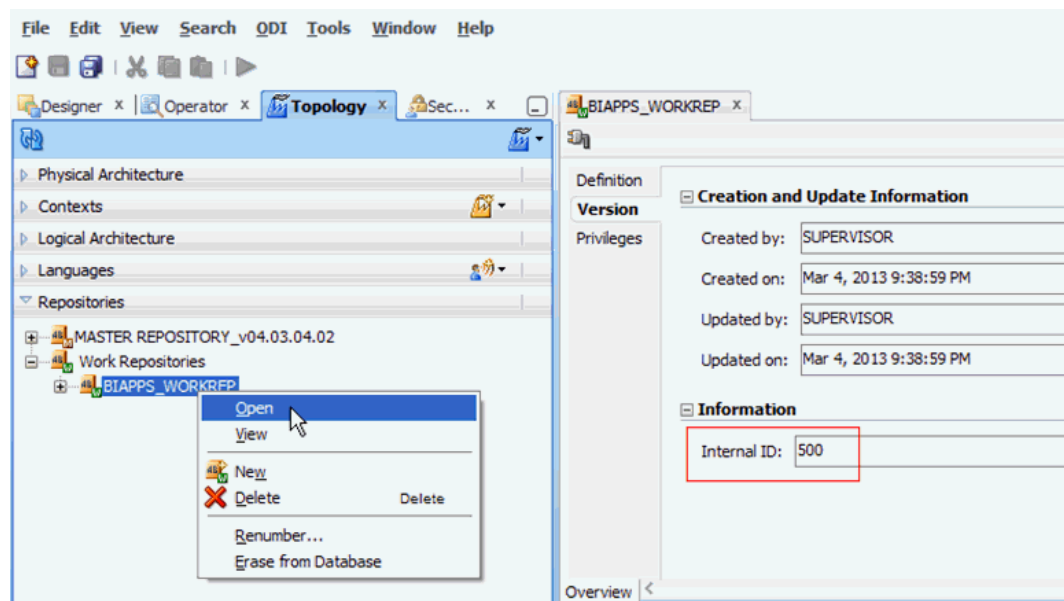 File Edit View Search ODI Tools Window Help
Designer x Operator x Topology x Sec... x
BIAPPS_WORKREP x
Physical Architecture
Contexts
Logical Architecture
Languages
Repositories
MASTER REPOSITORY_v04.03.04.02
Work Repositories
BIAPPS_WORKREP
Open
View
New
Delete Delete
Renumber...
Erase from Database
Definition
Version
Privileges
Creation and Update Information
Created by: SUPERVISOR
Created on: Mar 4, 2013 9:38:59 PM
Updated by: SUPERVISOR
Updated on: Mar 4, 2013 9:38:59 PM
Information
Internal ID: 500
Overview